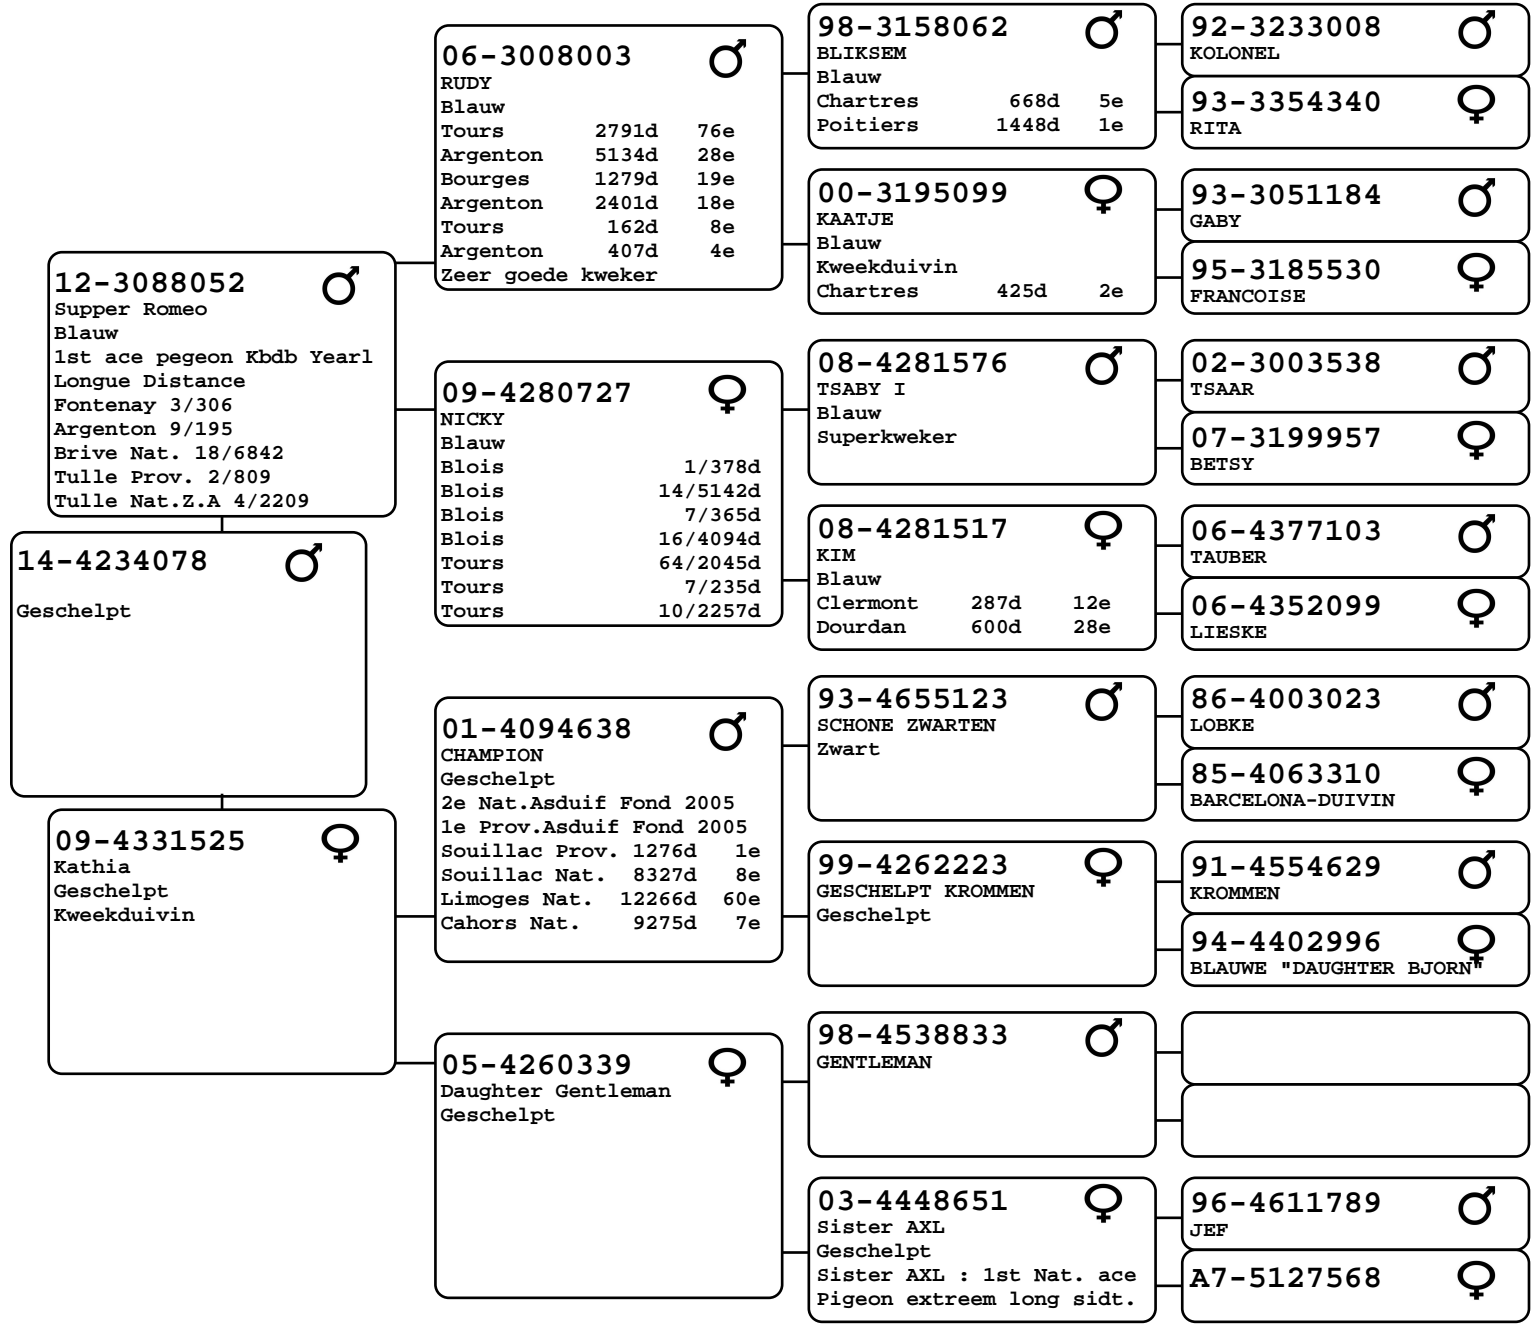 14-4234078
Geschelpt
12-3088052
Supper Romeo
Blauw
1st ace pegeon Kbdb Yearl
Longue Distance
Fontenay 3/306
Argenton 9/195
Brive Nat. 18/6842
Tulle Prov. 2/809
Tulle Nat.Z.A 4/2209
09-4331525
Kathia
Geschelpt
Kweekduivin
06-3008003
RUDY
Blauw
Tours 2791d 76e
Argenton 5134d 28e
Bourges 1279d 19e
Argenton 2401d 18e
Tours 162d 8e
Argenton 407d 4e
Zeer goede kweker
09-4280727
NICKY
Blauw
Blois 1/378d
Blois 14/5142d
Blois 7/365d
Blois 16/4094d
Tours 64/2045d
Tours 7/235d
Tours 10/2257d
01-4094638
CHAMPION
Geschelpt
2e Nat.Asduif Fond 2005
1e Prov.Asduif Fond 2005
Souillac Prov. 1276d 1e
Souillac Nat. 8327d 8e
Limoges Nat. 12266d 60e
Cahors Nat. 9275d 7e
05-4260339
Daughter Gentleman
Geschelpt
98-3158062
BLIKSEM
Blauw
Chartres 668d 5e
Poitiers 1448d 1e
00-3195099
KAATJE
Blauw
Kweekduivin
Chartres 425d 2e
08-4281576
TSABY I
Blauw
Superkweker
08-4281517
KIM
Blauw
Clermont 287d 12e
Dourdan 600d 28e
93-4655123
SCHONE ZWARTEN
Zwart
99-4262223
GESCHELPT KROMMEN
Geschelpt
98-4538833
GENTLEMAN
03-4448651
Sister AXL
Geschelpt
Sister AXL : 1st Nat. ace
Pigeon extreem long sidt.
92-3233008
KOLONEL
93-3354340
RITA
93-3051184
GABY
95-3185530
FRANCOISE
02-3003538
TSAAR
07-3199957
BETSY
06-4377103
TAUBER
06-4352099
LIESKE
86-4003023
LOBKE
85-4063310
BARCELONA-DUIVIN
91-4554629
KROMMEN
94-4402996
BLAUWE "DAUGHTER BJORN"
96-4611789
JEF
A7-5127568